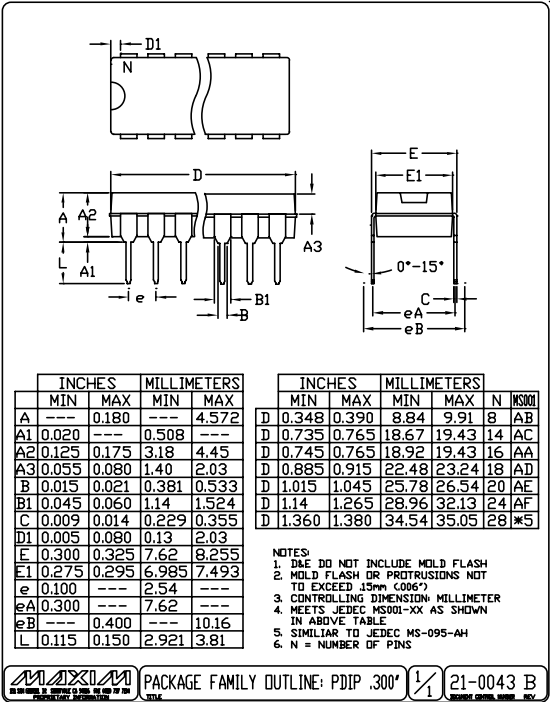 D1
N
D
E
E1
A
A2
A3
L
A1
e
B1
B
0°-15°
C
eA
eB
INCHES MILLIMETERS
MIN MAX MIN MAX
A --- 0.180 --- 4.572
A1 0.020 --- 0.508 ---
A2 0.125 0.175 3.18 4.45
A3 0.055 0.080 1.40 2.03
B 0.015 0.021 0.381 0.533
B1 0.045 0.060 1.14 1.524
C 0.009 0.014 0.229 0.355
D1 0.005 0.080 0.13 2.03
E 0.300 0.325 7.62 8.255
E1 0.275 0.295 6.985 7.493
e 0.100 --- 2.54 ---
eA 0.300 --- 7.62 ---
eB --- 0.400 --- 10.16
L 0.115 0.150 2.921 3.81
INCHES MILLIMETERS
MIN MAX MIN MAX N MS001
D 0.348 0.390 8.84 9.91 8 AB
D 0.735 0.765 18.67 19.43 14 AC
D 0.745 0.765 18.92 19.43 16 AA
D 0.885 0.915 22.48 23.24 18 AD
D 1.015 1.045 25.78 26.54 20 AE
D 1.14 1.265 28.96 32.13 24 AF
D 1.360 1.380 34.54 35.05 28 *5
NOTES:
1. D&E DO NOT INCLUDE MOLD FLASH
2. MOLD FLASH OR PROTRUSIONS NOT
TO EXCEED .15mm (.006")
3. CONTROLLING DIMENSION: MILLIMETER
4. MEETS JEDEC MS001-XX AS SHOWN
IN ABOVE TABLE
5. SIMILIAR TO JEDEC MS-095-AH
6. N = NUMBER OF PINS
MAXIM
PROPRIETARY INFORMATION
PACKAGE FAMILY OUTLINE: PDIP .300"
TITLE
1/1
21-0043 B
DOCUMENT CONTROL NUMBER REV